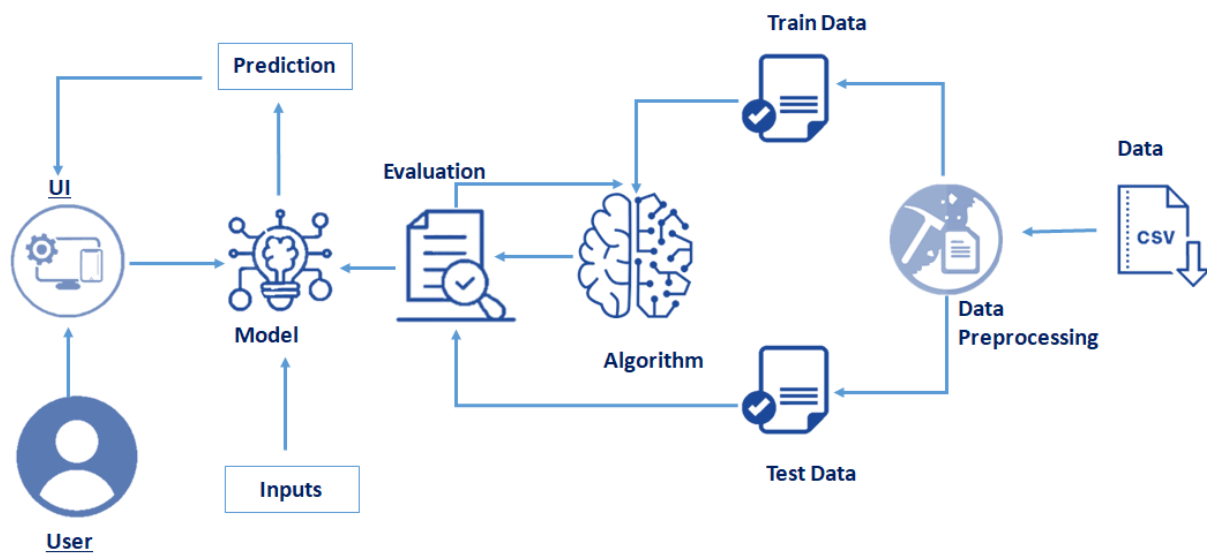 Train Data
Prediction
Data
Evaluation
UI
CSV
Data
Preprocessing
Model
Algorithm
Test Data
Inputs
User